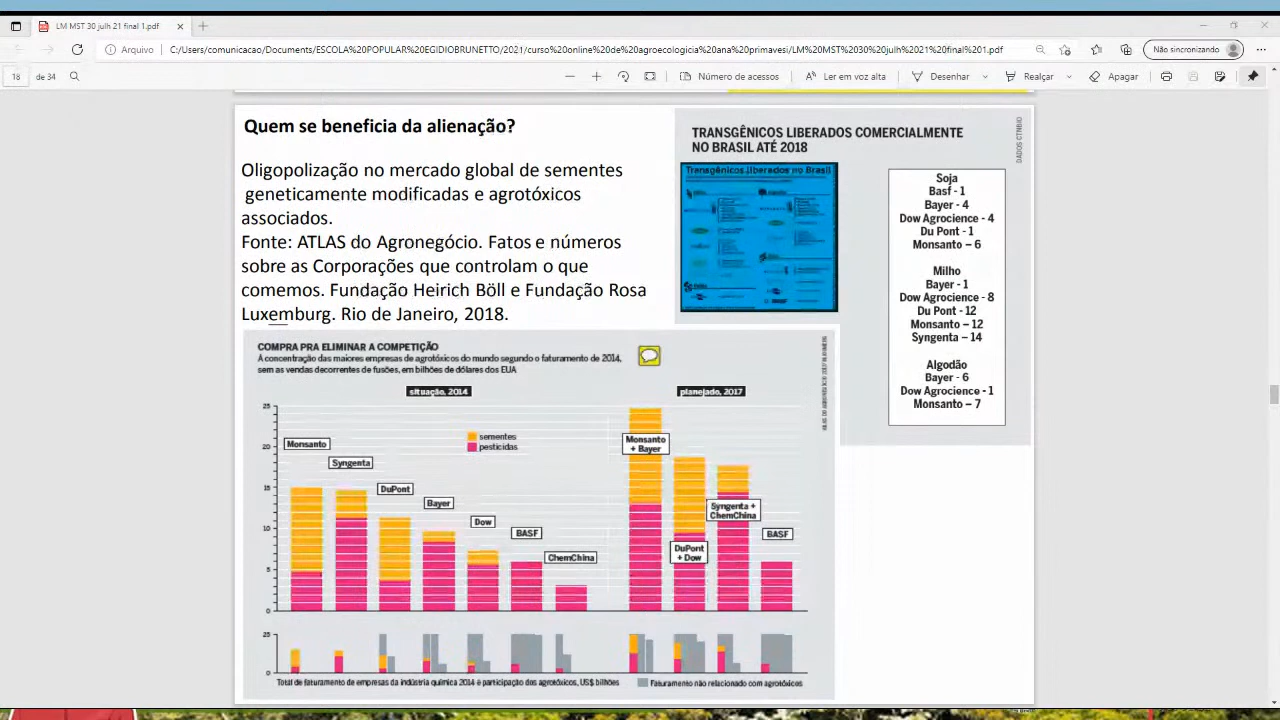 LM MST 30 julh 21 final 1.pdf
Arquivo
C:/Users/comunicacao/Documents/ESCOLA%20POPULAR%20EGIDIOBRUNETTO/2021/curso%20online%20de%20agroecologicia%20ana%20primavesi/LM%20MST%2030%20julh%2021%20final%201.pdf
Não sincronizando
18 de 34
Número de acessos
Ler em voz alta
Desenhar
Realçar
Apagar
Quem se beneficia da alienação?
Oligopolização no mercado global de sementes
geneticamente modificadas e agrotóxicos
associados.
Fonte: ATLAS do Agronegócio. Fatos e números
sobre as Corporações que controlam o que
comemos. Fundação Heirich Böll e Fundação Rosa
Luxemburg. Rio de Janeiro, 2018.
TRANSGÊNICOS LIBERADOS COMERCIALMENTE
NO BRASIL ATÉ 2018
DADOS CTNBIO
Transgênicos Liberados no Brasil
Soja
Basf - 1
Bayer - 4
Dow Agrocience - 4
Du Pont - 1
Monsanto – 6
Milho
Bayer - 1
Dow Agrocience - 8
Du Pont - 12
Monsanto – 12
Syngenta – 14
Algodão
Bayer - 6
Dow Agrocience - 1
Monsanto – 7
COMPRA PRA ELIMINAR A COMPETIÇÃO
A concentração das maiores empresas de agrotóxicos do mundo segundo o faturamento de 2014,
sem as vendas decorrentes de fusões, em bilhões de dólares dos EUA
situação, 2014
planejado, 2017
25
20
15
10
5
0
sementes
pesticidas
Monsanto
Syngenta
DuPont
Bayer
Dow
BASF
ChemChina
Monsanto
+ Bayer
DuPont
+ Dow
Syngenta +
ChemChina
BASF
25
0
Total de faturamento de empresas da indústria química 2014 e participação dos agrotóxicos, US$ bilhões
Faturamento não relacionado com agrotóxicos